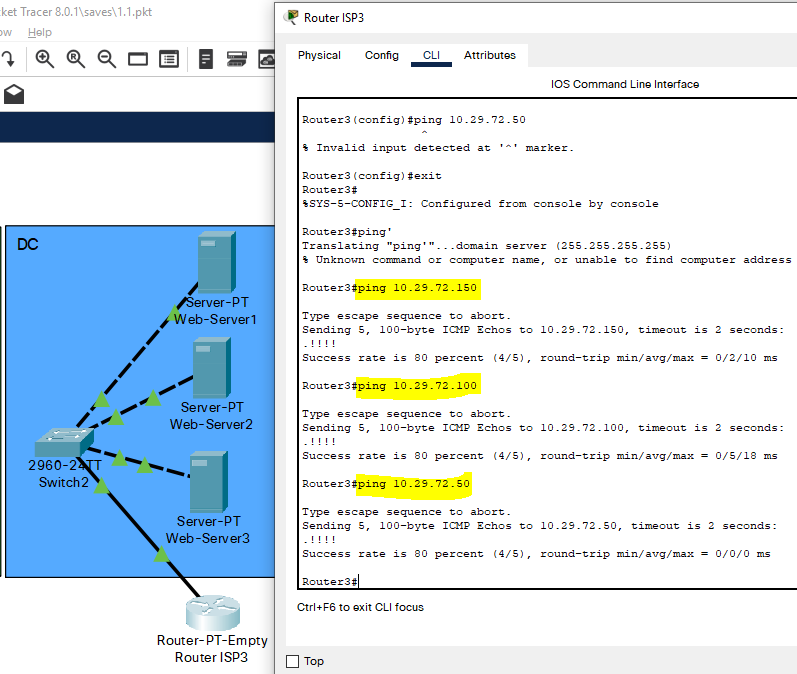 cket Tracer 8.0.1\saves\1.1.pkt
ow Help
DC
Server-PT
Web-Server1
Server-PT
Web-Server2
2960-24TT
Switch2
Server-PT
Web-Server3
Router-PT-Empty
Router ISP3
Router ISP3
Physical Config CLI Attributes
IOS Command Line Interface
Router3(config)#ping 10.29.72.50
^
% Invalid input detected at '^' marker.
Router3(config)#exit
Router3#
%SYS-5-CONFIG_I: Configured from console by console
Router3#ping'
Translating "ping'"...domain server (255.255.255.255)
% Unknown command or computer name, or unable to find computer address
Router3#ping 10.29.72.150
Type escape sequence to abort.
Sending 5, 100-byte ICMP Echos to 10.29.72.150, timeout is 2 seconds:
.!!!!
Success rate is 80 percent (4/5), round-trip min/avg/max = 0/2/10 ms
Router3#ping 10.29.72.100
Type escape sequence to abort.
Sending 5, 100-byte ICMP Echos to 10.29.72.100, timeout is 2 seconds:
.!!!!
Success rate is 80 percent (4/5), round-trip min/avg/max = 0/5/18 ms
Router3#ping 10.29.72.50
Type escape sequence to abort.
Sending 5, 100-byte ICMP Echos to 10.29.72.50, timeout is 2 seconds:
.!!!!
Success rate is 80 percent (4/5), round-trip min/avg/max = 0/0/0 ms
Router3#
Ctrl+F6 to exit CLI focus
Top